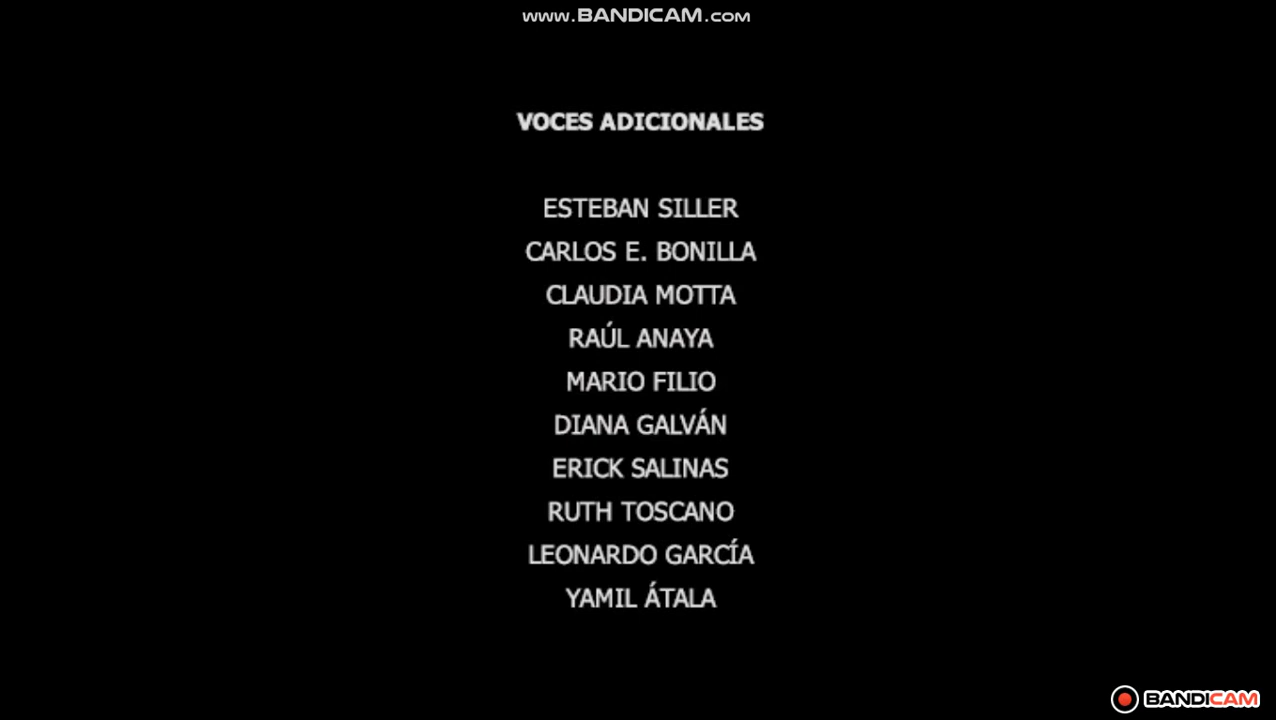 www.BANDICAM.com
VOCES ADICIONALES
ESTEBAN SILLER
CARLOS E. BONILLA
CLAUDIA MOTTA
RAÚL ANAYA
MARIO FILIO
DIANA GALVÁN
ERICK SALINAS
RUTH TOSCANO
LEONARDO GARCÍA
YAMIL ÁTALA
BANDICAM